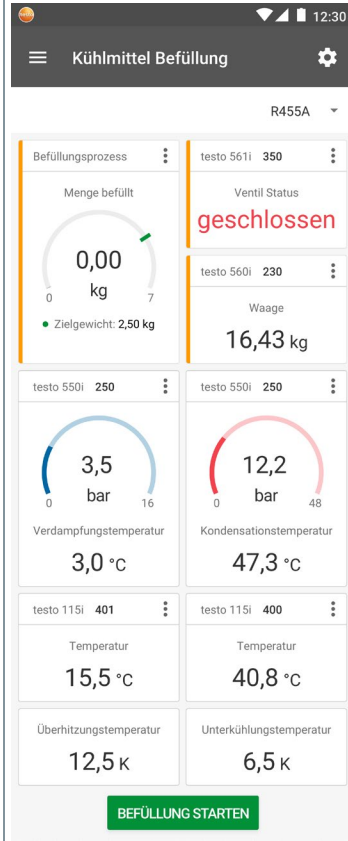 12:30
Kühlmittel Befüllung
R455A
Befüllungsprozess
Menge befüllt
0,00
kg
0 7
Zielgewicht: 2,50 kg
testo 561i 350
Ventil Status
geschlossen
testo 560i 230
Waage
16,43 kg
testo 550i 250
3,5
bar
0 16
Verdampfungstemperatur
3,0 °C
testo 550i 250
12,2
bar
0 48
Kondensationstemperatur
47,3 °C
testo 115i 401
Temperatur
15,5 °C
testo 115i 400
Temperatur
40,8 °C
Überhitzungstemperatur
12,5 K
Unterkühlungstemperatur
6,5 K
BEFÜLLUNG STARTEN